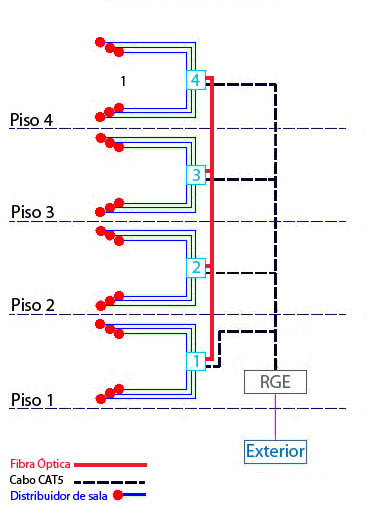 4
1
Piso 4
3
Piso 3
2
Piso 2
1
RGE
Piso 1
Exterior
Fibra Óptica
Cabo CAT5
Distribuidor de sala